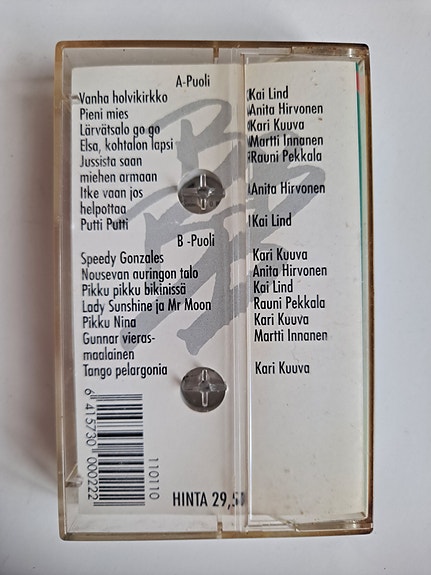 A-Puoli
Vanha holvikirkko Kai Lind
Pieni mies Anita Hirvonen
Lärvätsalo go go Kari Kuuva
Elsa, kohtalon lapsi Martti Innanen
Jussista saan Rauni Pekkala
miehen armaan
Itke vaan jos Anita Hirvonen
helpottaa
Putti Putti Kai Lind
B -Puoli
Speedy Gonzales Kari Kuuva
Nousevan auringon talo Anita Hirvonen
Pikku pikku bikinissä Kai Lind
Lady Sunshine ja Mr Moon Rauni Pekkala
Pikku Nina Kari Kuuva
Gunnar vieras- Martti Innanen
maalainen
Tango pelargonia Kari Kuuva
6 415730 000222
110110
HINTA 29,5